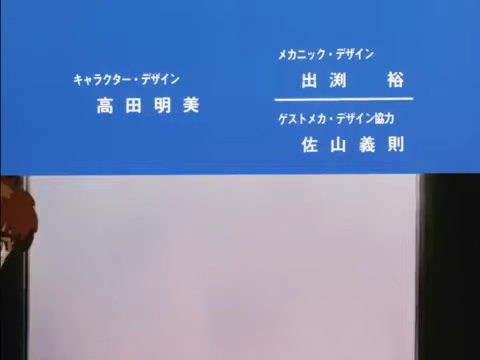 キャラクター・デザイン
高田明美
メカニック・デザイン
出渕 裕
ゲストメカ・デザイン協力
佐山義則